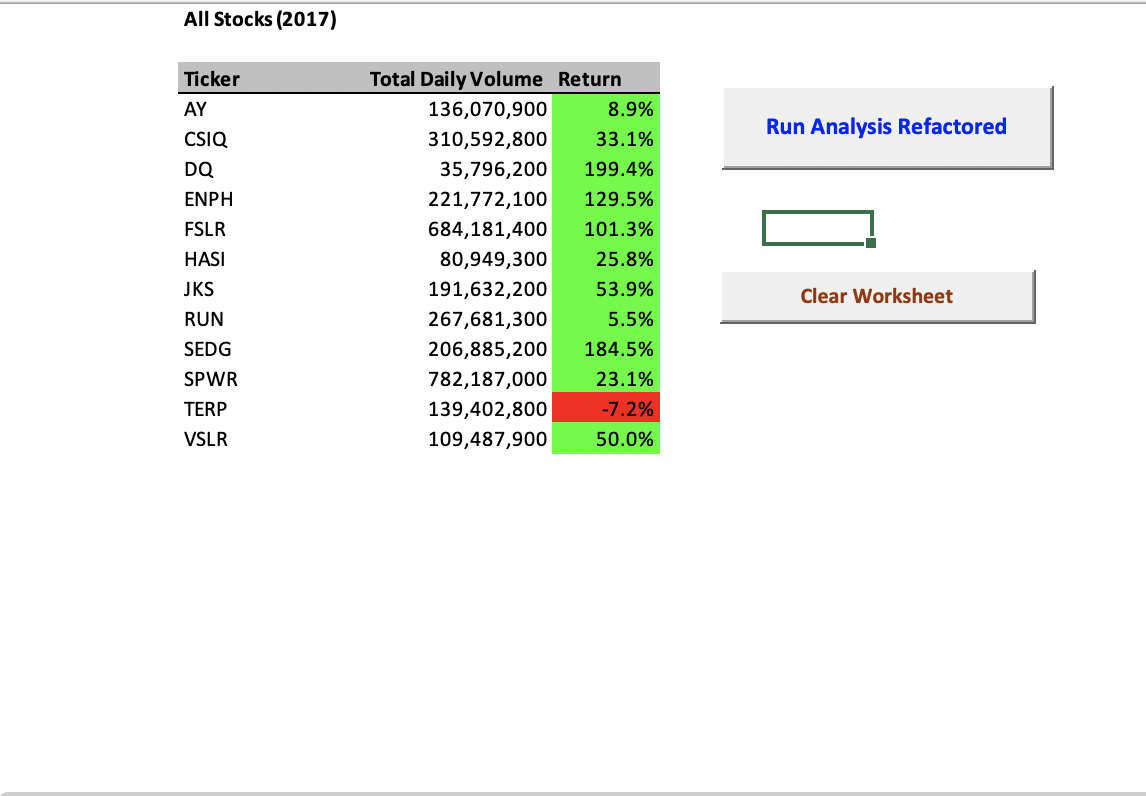 All Stocks (2017)
Ticker Total Daily Volume Return
AY 136,070,900 8.9%
CSIQ 310,592,800 33.1%
DQ 35,796,200 199.4%
ENPH 221,772,100 129.5%
FSLR 684,181,400 101.3%
HASI 80,949,300 25.8%
JKS 191,632,200 53.9%
RUN 267,681,300 5.5%
SEDG 206,885,200 184.5%
SPWR 782,187,000 23.1%
TERP 139,402,800 -7.2%
VSLR 109,487,900 50.0%
Run Analysis Refactored
Clear Worksheet